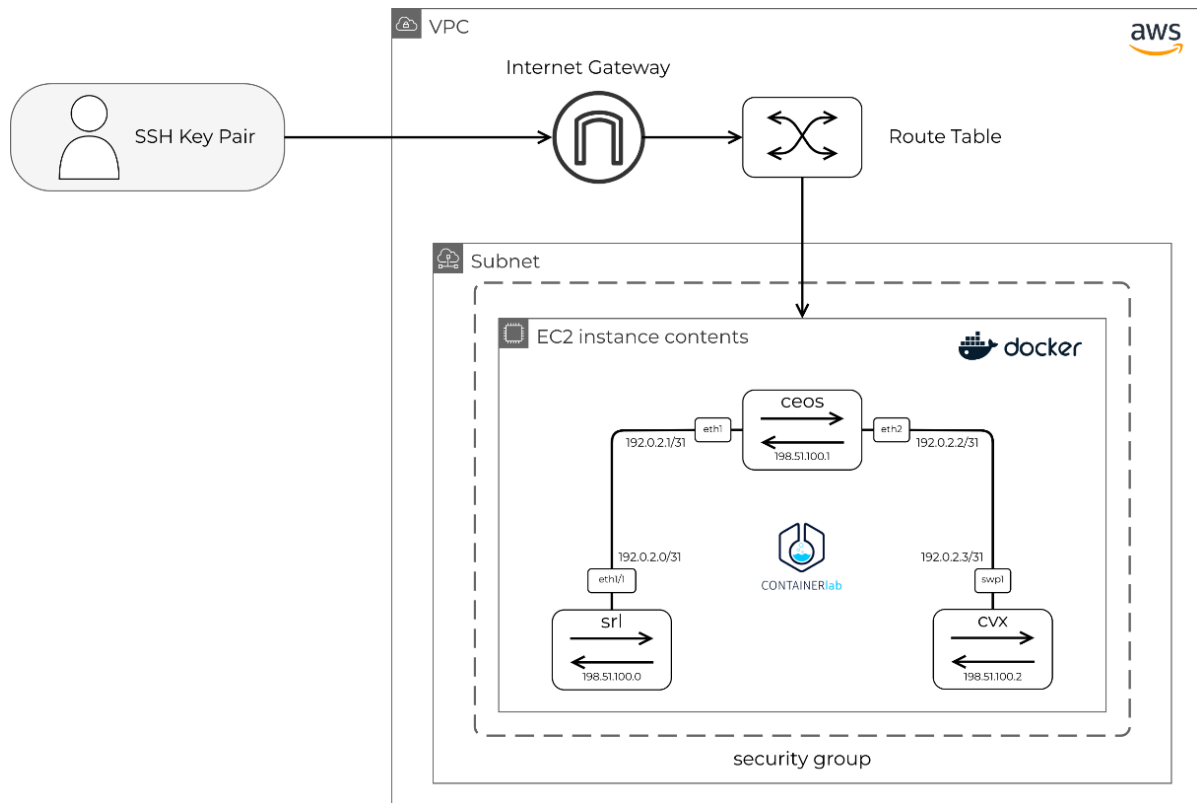 VPC
aws
Internet Gateway
SSH Key Pair
Route Table
Subnet
EC2 instance contents
docker
ceos
eth1
eth2
192.0.2.1/31
192.0.2.2/31
198.51.100.1
192.0.2.0/31
192.0.2.3/31
CONTAINERlab
eth1/1
swp1
srl
cvx
198.51.100.0
198.51.100.2
security group